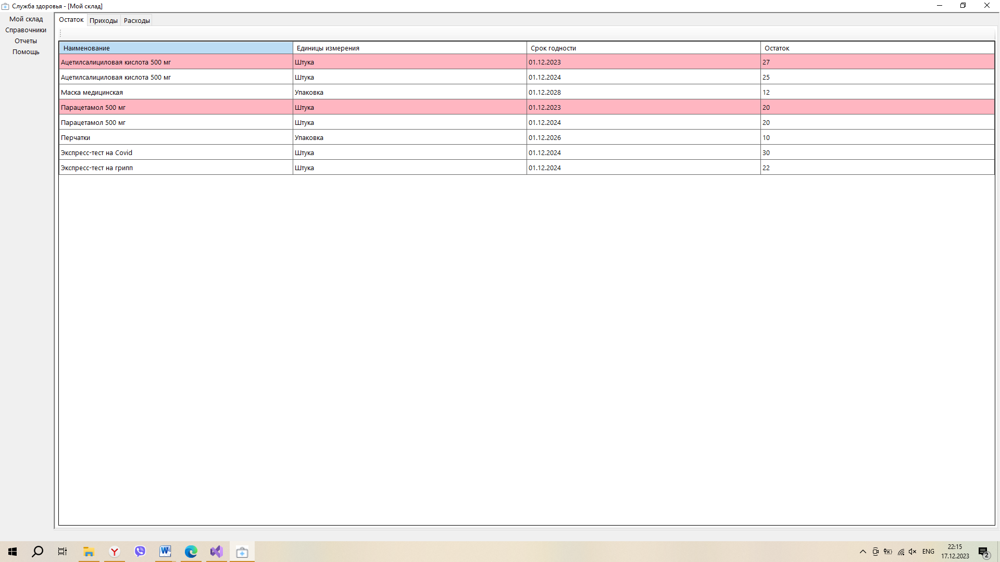 Служба здоровья - [Мой склад]
Мой склад
Справочники
Отчеты
Помощь
Остаток Приходы Расходы
Наименование Единицы измерения Срок годности Остаток
Ацетилсалициловая кислота 500 мг Штука 01.12.2023 27
Ацетилсалициловая кислота 500 мг Штука 01.12.2024 25
Маска медицинская Упаковка 01.12.2028 12
Парацетамол 500 мг Штука 01.12.2023 20
Парацетамол 500 мг Штука 01.12.2024 20
Перчатки Упаковка 01.12.2026 10
Экспресс-тест на Covid Штука 01.12.2024 30
Экспресс-тест на грипп Штука 01.12.2024 22
ENG
22:15
17.12.2023
2